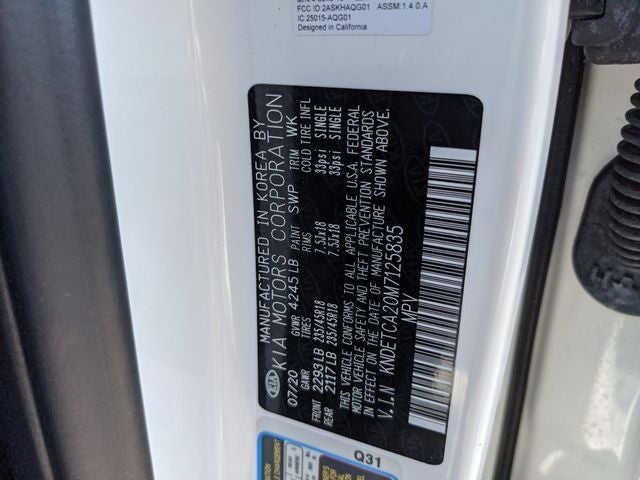 FCC ID:2ASKHAQG01 ASSM:1.4.0.A
IC:25015-AQG01
Designed in California
KIA
MANUFACTURED IN KOREA BY
KIA MOTORS CORPORATION
07/20 GVWR 4245LB PAINT SWP TRIM WK
GAWR TIRES RIMS COLD TIRE INFL
FRONT 2293LB 235/45R18 7.5JX18 33psi SINGLE
REAR 2117LB 235/45R18 7.5JX18 33psi SINGLE
THIS VEHICLE CONFORMS TO ALL APPLICABLE U.S.A. FEDERAL
MOTOR VEHICLE SAFETY AND THEFT PREVENTION STANDARDS
IN EFFECT ON THE DATE OF MANUFACTURE SHOWN ABOVE.
V.I.N KNDETCA20M7125835
MPV
Q31